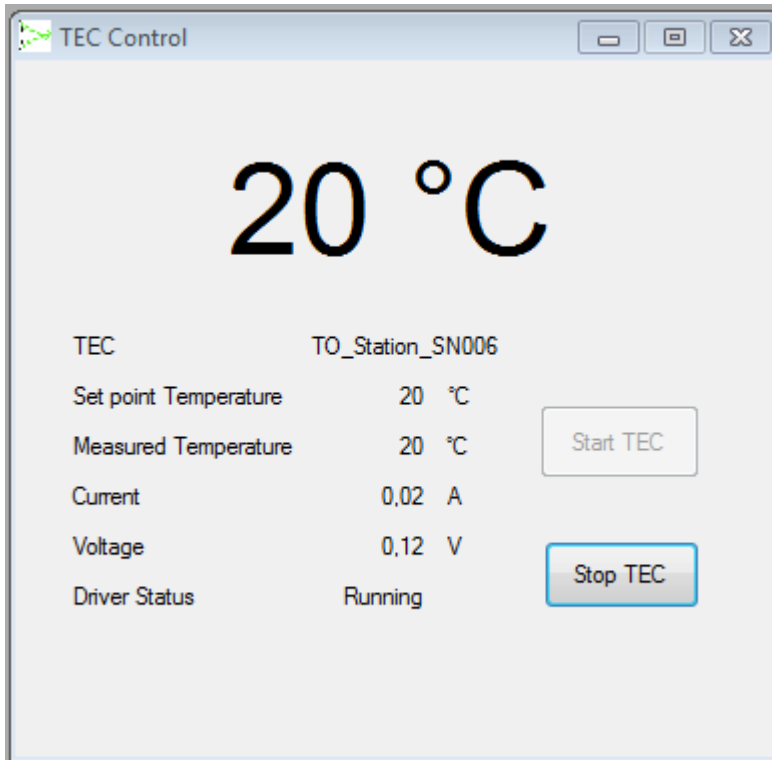 TEC Control
20 °C
TEC TO_Station_SN006
Set point Temperature 20 °C
Measured Temperature 20 °C
Start TEC
Current 0,02 A
Voltage 0,12 V
Stop TEC
Driver Status Running